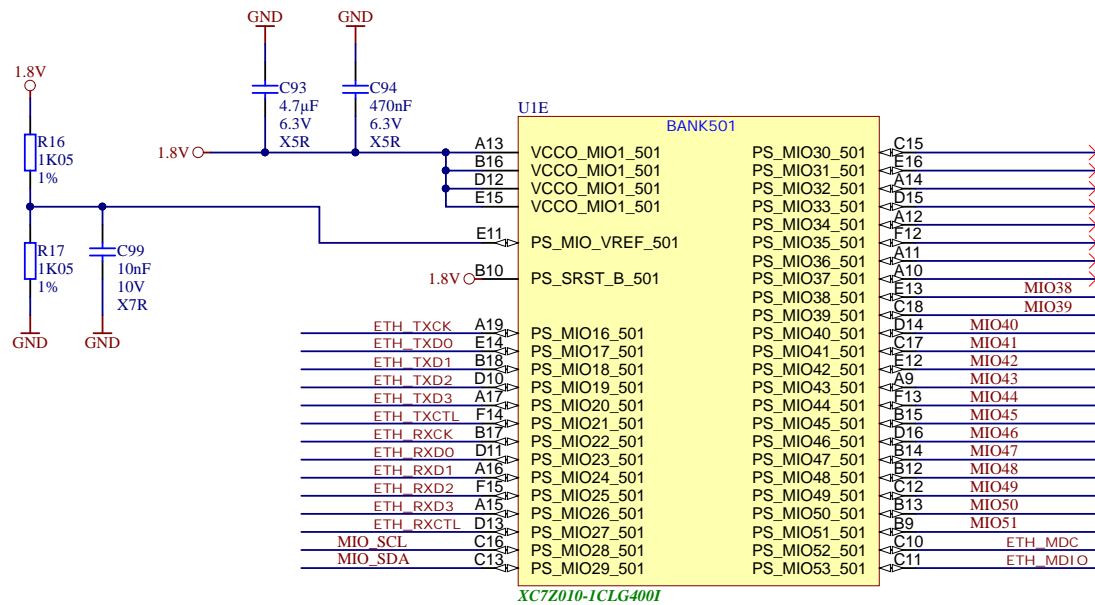 GND
GND
1.8V
C93
4.7µF
6.3V
X5R
C94
470nF
6.3V
X5R
R16
1K05
1%
1.8V
R17
1K05
1%
C99
10nF
10V
X7R
GND
GND
U1E
BANK501
A13 VCCO_MIO1_501
B16 VCCO_MIO1_501
D12 VCCO_MIO1_501
E15 VCCO_MIO1_501
E11 PS_MIO_VREF_501
1.8V B10 PS_SRST_B_501
ETH_TXCK A19 PS_MIO16_501
ETH_TXD0 E14 PS_MIO17_501
ETH_TXD1 B18 PS_MIO18_501
ETH_TXD2 D10 PS_MIO19_501
ETH_TXD3 A17 PS_MIO20_501
ETH_TXCTL F14 PS_MIO21_501
ETH_RXCK B17 PS_MIO22_501
ETH_RXD0 D11 PS_MIO23_501
ETH_RXD1 A16 PS_MIO24_501
ETH_RXD2 F15 PS_MIO25_501
ETH_RXD3 A15 PS_MIO26_501
ETH_RXCTL D13 PS_MIO27_501
MIO_SCL C16 PS_MIO28_501
MIO_SDA C13 PS_MIO29_501
PS_MIO30_501 C15
PS_MIO31_501 E16
PS_MIO32_501 A14
PS_MIO33_501 D15
PS_MIO34_501 A12
PS_MIO35_501 F12
PS_MIO36_501 A11
PS_MIO37_501 A10
PS_MIO38_501 E13 MIO38
PS_MIO39_501 C18 MIO39
PS_MIO40_501 D14 MIO40
PS_MIO41_501 C17 MIO41
PS_MIO42_501 E12 MIO42
PS_MIO43_501 A9 MIO43
PS_MIO44_501 F13 MIO44
PS_MIO45_501 B15 MIO45
PS_MIO46_501 D16 MIO46
PS_MIO47_501 B14 MIO47
PS_MIO48_501 B12 MIO48
PS_MIO49_501 C12 MIO49
PS_MIO50_501 B13 MIO50
PS_MIO51_501 B9 MIO51
PS_MIO52_501 C10 ETH_MDC
PS_MIO53_501 C11 ETH_MDIO
XC7Z010-1CLG400I